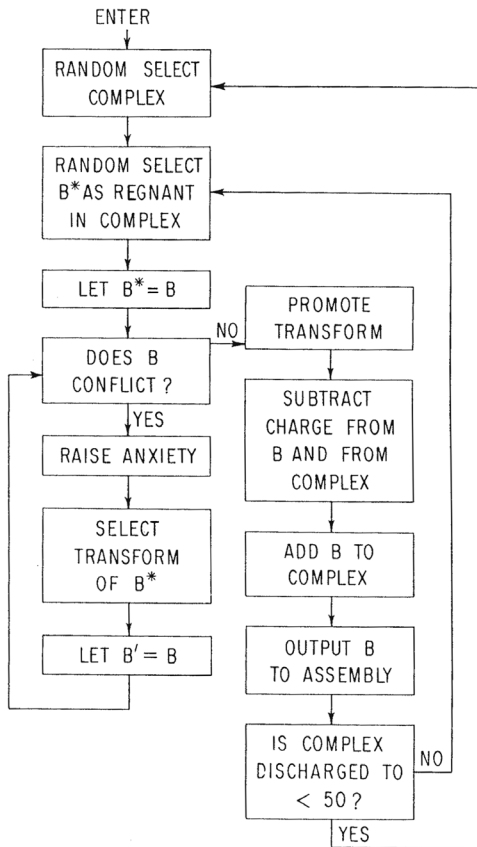 ENTER
RANDOM SELECT
COMPLEX
RANDOM SELECT
B* AS REGNANT
IN COMPLEX
LET B* = B
DOES B
CONFLICT?
NO
YES
RAISE ANXIETY
SELECT
TRANSFORM
OF B*
LET B' = B
PROMOTE
TRANSFORM
SUBTRACT
CHARGE FROM
B AND FROM
COMPLEX
ADD B TO
COMPLEX
OUTPUT B
TO ASSEMBLY
IS COMPLEX
DISCHARGED TO
< 50?
NO
YES